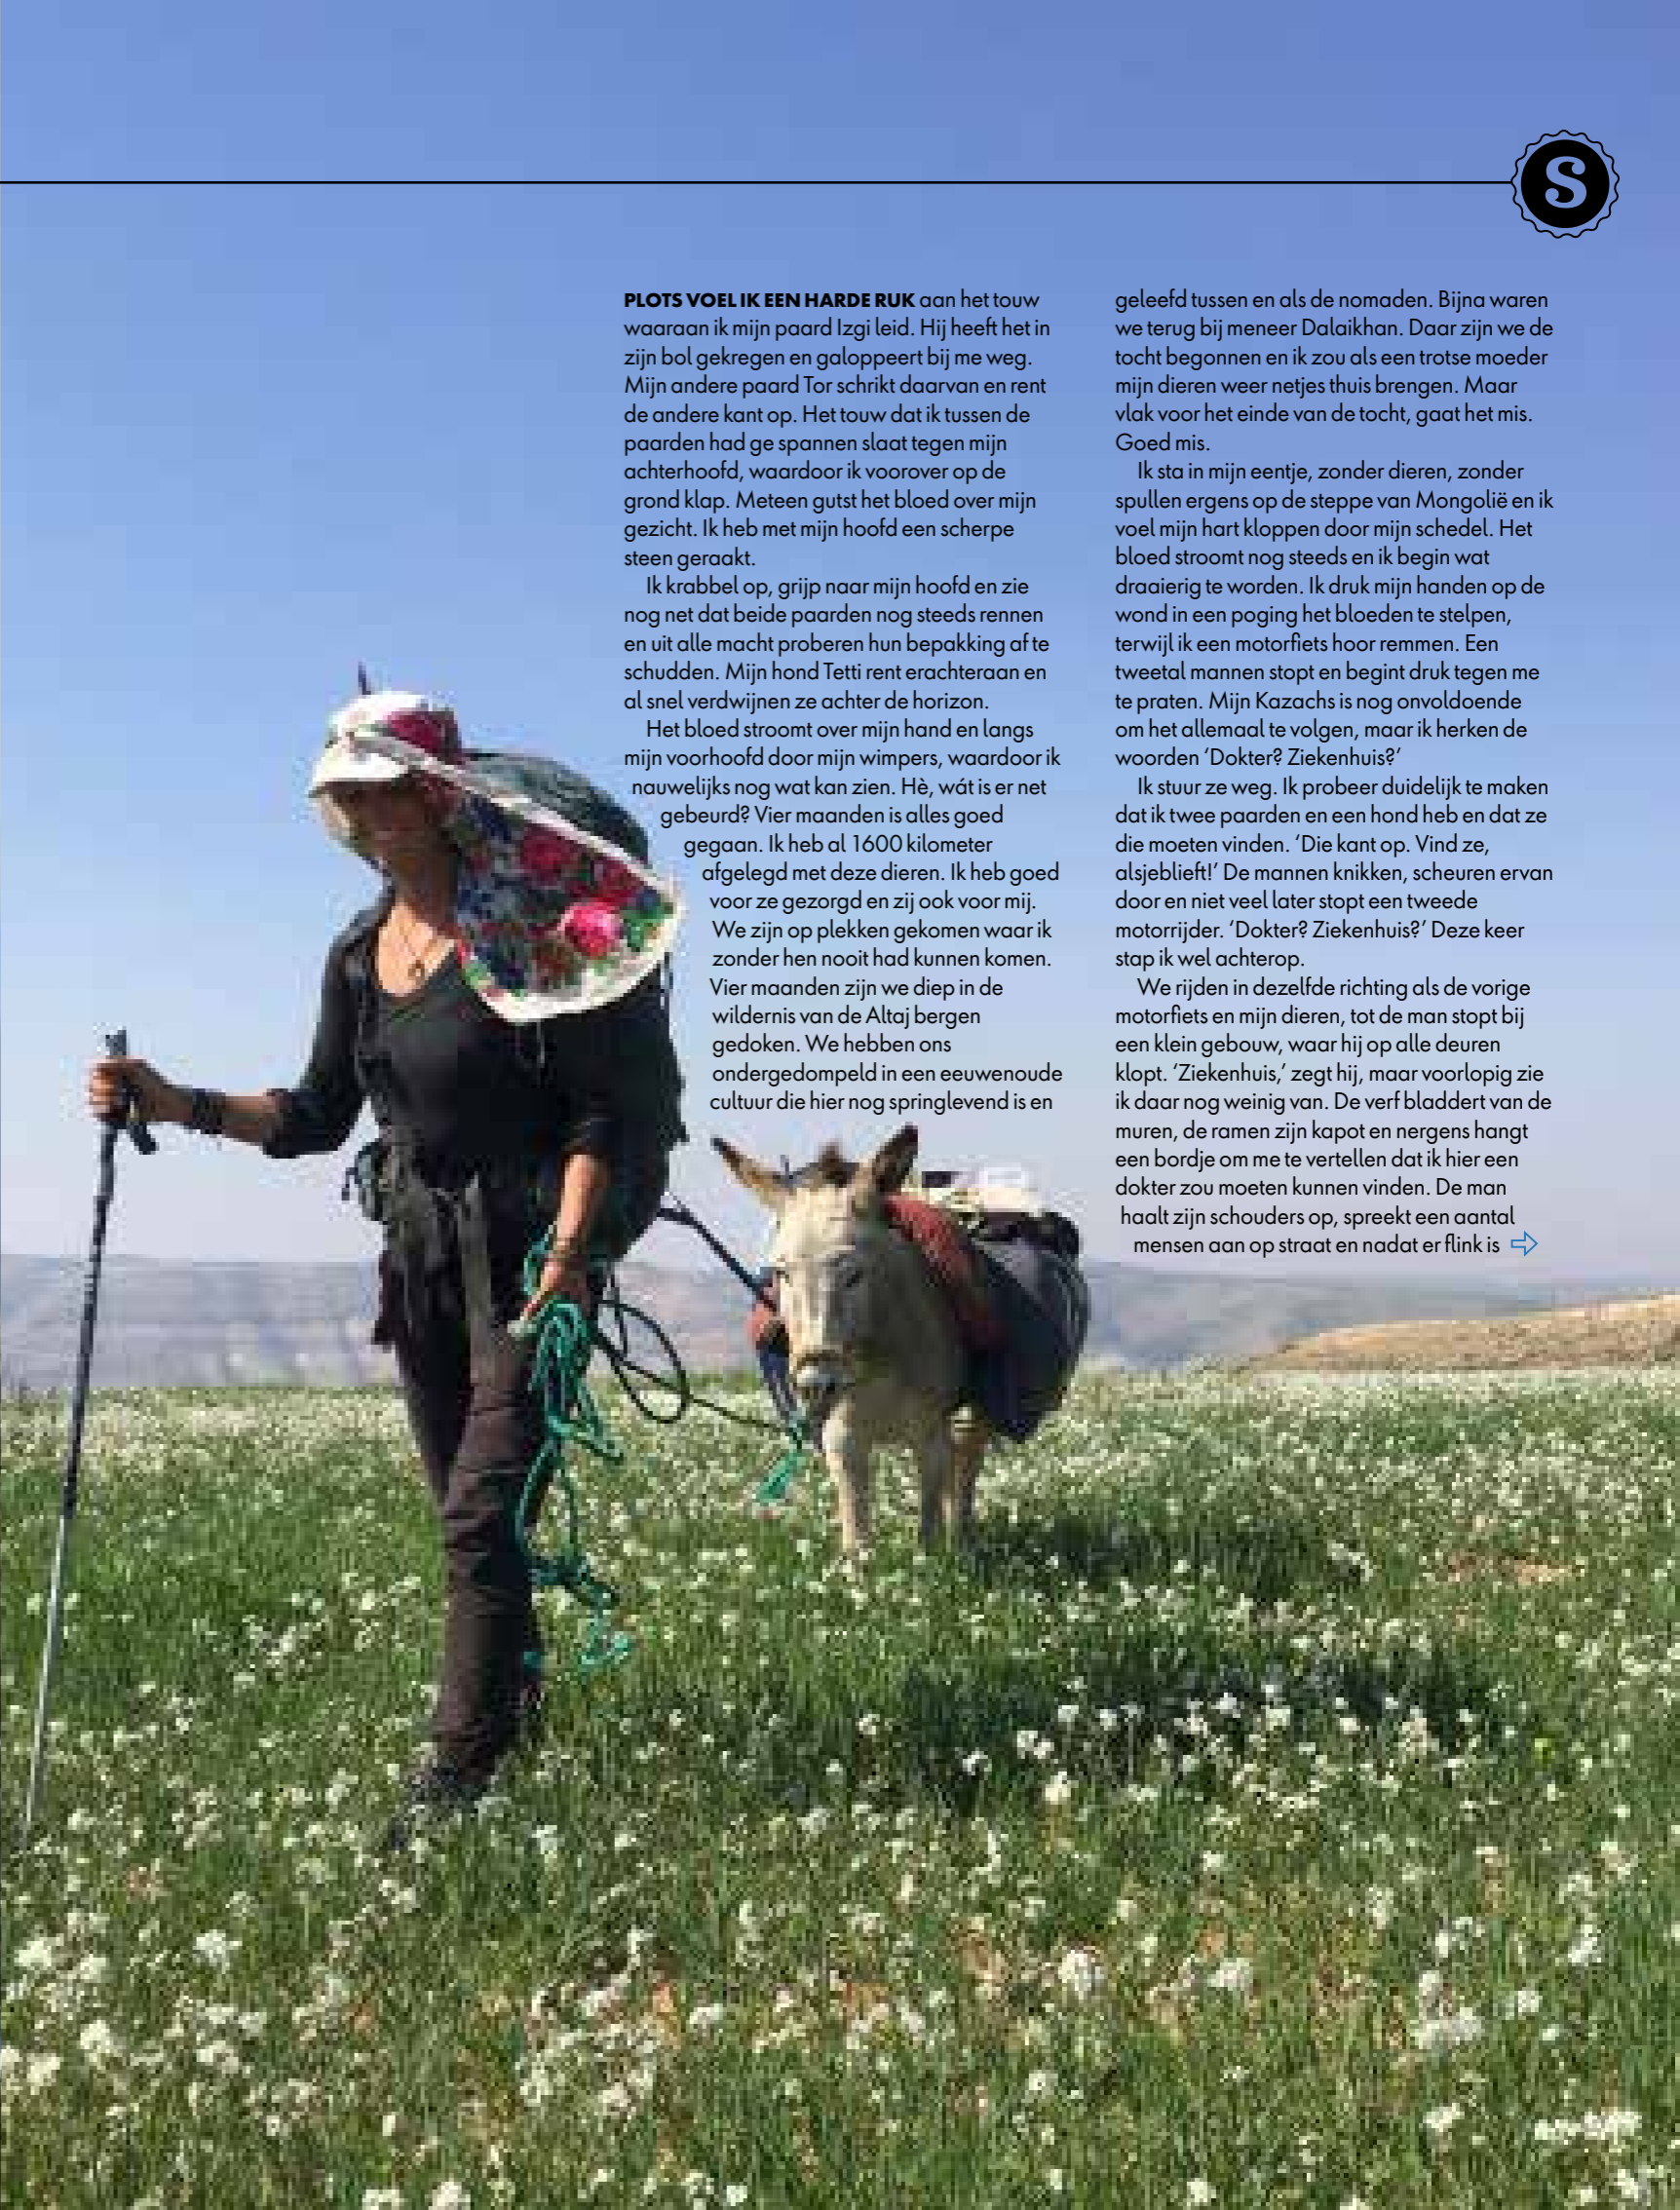 S
PLOTS VOEL IK EEN HARDE RUK aan het touw
waaraan ik mijn paard Izgi leid. Hij heeft het in
zijn bol gekregen en galoppeert bij me weg.
Mijn andere paard Tor schrikt daarvan en rent
de andere kant op. Het touw dat ik tussen de
paarden had ge spannen slaat tegen mijn
achterhoofd, waardoor ik voorover op de
grond klap. Meteen gutst het bloed over mijn
gezicht. Ik heb met mijn hoofd een scherpe
steen geraakt.
Ik krabbel op, grijp naar mijn hoofd en zie
nog net dat beide paarden nog steeds rennen
en uit alle macht proberen hun bepakking af te
schudden. Mijn hond Tetti rent erachteraan en
al snel verdwijnen ze achter de horizon.
Het bloed stroomt over mijn hand en langs
mijn voorhoofd door mijn wimpers, waardoor ik
nauwelijks nog wat kan zien. Hè, wát is er net
gebeurd? Vier maanden is alles goed
gegaan. Ik heb al 1600 kilometer
afgelegd met deze dieren. Ik heb goed
voor ze gezorgd en zij ook voor mij.
We zijn op plekken gekomen waar ik
zonder hen nooit had kunnen komen.
Vier maanden zijn we diep in de
wildernis van de Altaj bergen
gedoken. We hebben ons
ondergedompeld in een eeuwenoude
cultuur die hier nog springlevend is en
geleefd tussen en als de nomaden. Bijna waren
we terug bij meneer Dalaikhan. Daar zijn we de
tocht begonnen en ik zou als een trotse moeder
mijn dieren weer netjes thuis brengen. Maar
vlak voor het einde van de tocht, gaat het mis.
Goed mis.
Ik sta in mijn eentje, zonder dieren, zonder
spullen ergens op de steppe van Mongolië en ik
voel mijn hart kloppen door mijn schedel. Het
bloed stroomt nog steeds en ik begin wat
draaierig te worden. Ik druk mijn handen op de
wond in een poging het bloeden te stelpen,
terwijl ik een motorfiets hoor remmen. Een
tweetal mannen stopt en begint druk tegen me
te praten. Mijn Kazachs is nog onvoldoende
om het allemaal te volgen, maar ik herken de
woorden ‘Dokter? Ziekenhuis?’
Ik stuur ze weg. Ik probeer duidelijk te maken
dat ik twee paarden en een hond heb en dat ze
die moeten vinden. ‘Die kant op. Vind ze,
alsjeblieft!’ De mannen knikken, scheuren ervan
door en niet veel later stopt een tweede
motorrijder. ‘Dokter? Ziekenhuis?’ Deze keer
stap ik wel achterop.
We rijden in dezelfde richting als de vorige
motorfiets en mijn dieren, tot de man stopt bij
een klein gebouw, waar hij op alle deuren
klopt. ‘Ziekenhuis,’ zegt hij, maar voorlopig zie
ik daar nog weinig van. De verf bladdert van de
muren, de ramen zijn kapot en nergens hangt
een bordje om me te vertellen dat ik hier een
dokter zou moeten kunnen vinden. De man
haalt zijn schouders op, spreekt een aantal
mensen aan op straat en nadat er flink is